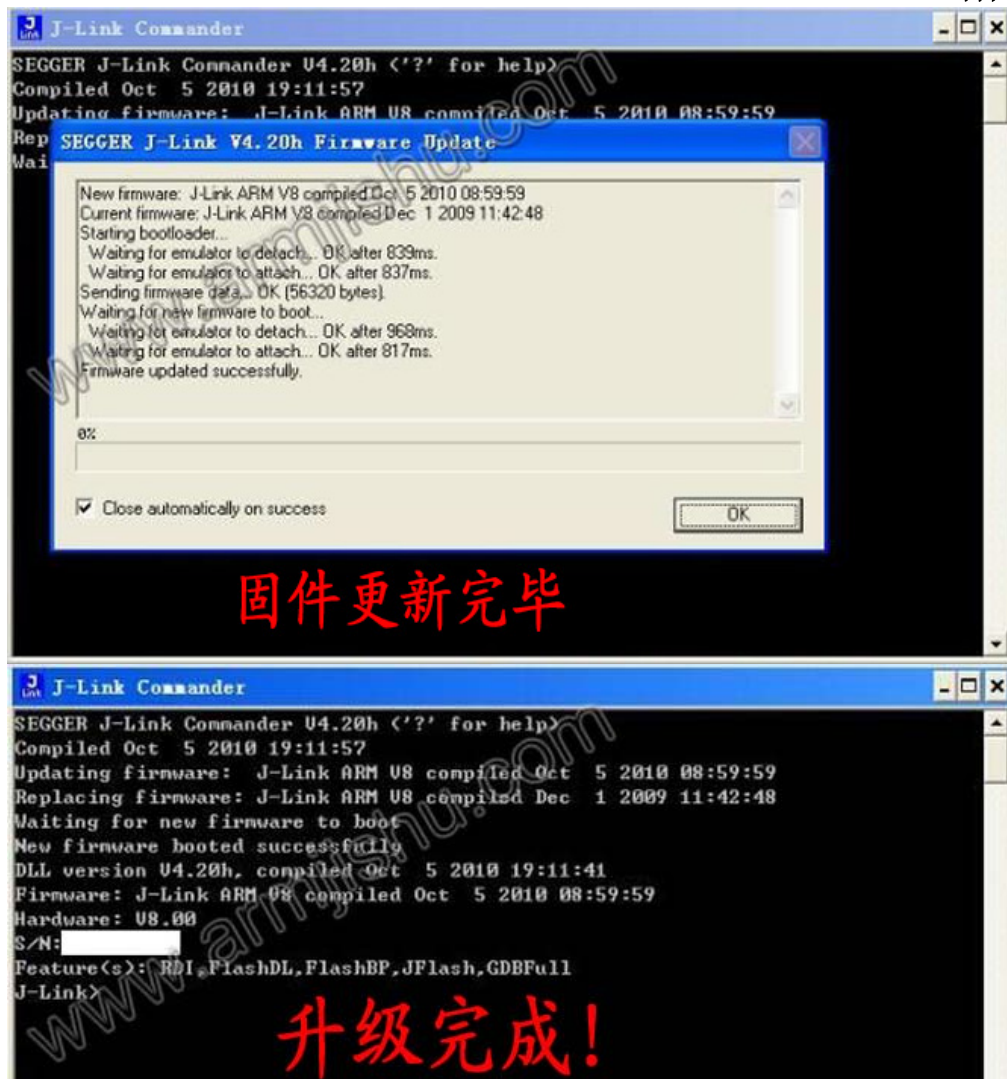 J-Link Commander
SEGGER J-Link Commander V4.20h ('?' for help)
Compiled Oct  5 2010 19:11:57
Updating firmware:  J-Link ARM V8 compiled Oct  5 2010 08:59:59
Rep
Wai
SEGGER J-Link V4.20h Firmware Update
New firmware: J-Link ARM V8 compiled Oct 5 2010 08:59:59
Current firmware: J-Link ARM V8 compiled Dec 1 2009 11:42:48
Starting bootloader...
Waiting for emulator to detach... OK after 839ms.
Waiting for emulator to attach... OK after 837ms.
Sending firmware data... OK (56320 bytes)
Waiting for new firmware to boot...
Waiting for emulator to detach... OK after 968ms.
Waiting for emulator to attach... OK after 817ms.
Firmware updated successfully.
0%
Close automatically on success
OK
www.armjishu.com
固件更新完毕
J-Link Commander
SEGGER J-Link Commander V4.20h ('?' for help)
Compiled Oct  5 2010 19:11:57
Updating firmware:  J-Link ARM V8 compiled Oct  5 2010 08:59:59
Replacing firmware: J-Link ARM V8 compiled Dec  1 2009 11:42:48
Waiting for new firmware to boot
New firmware booted successfully
DLL version V4.20h, compiled Oct  5 2010 19:11:41
Firmware: J-Link ARM V8 compiled Oct  5 2010 08:59:59
Hardware: V8.00
S/N:
Feature(s): RDI,FlashDL,FlashBP,JFlash,GDBFull
J-Link>
www.armjishu.com
升级完成!